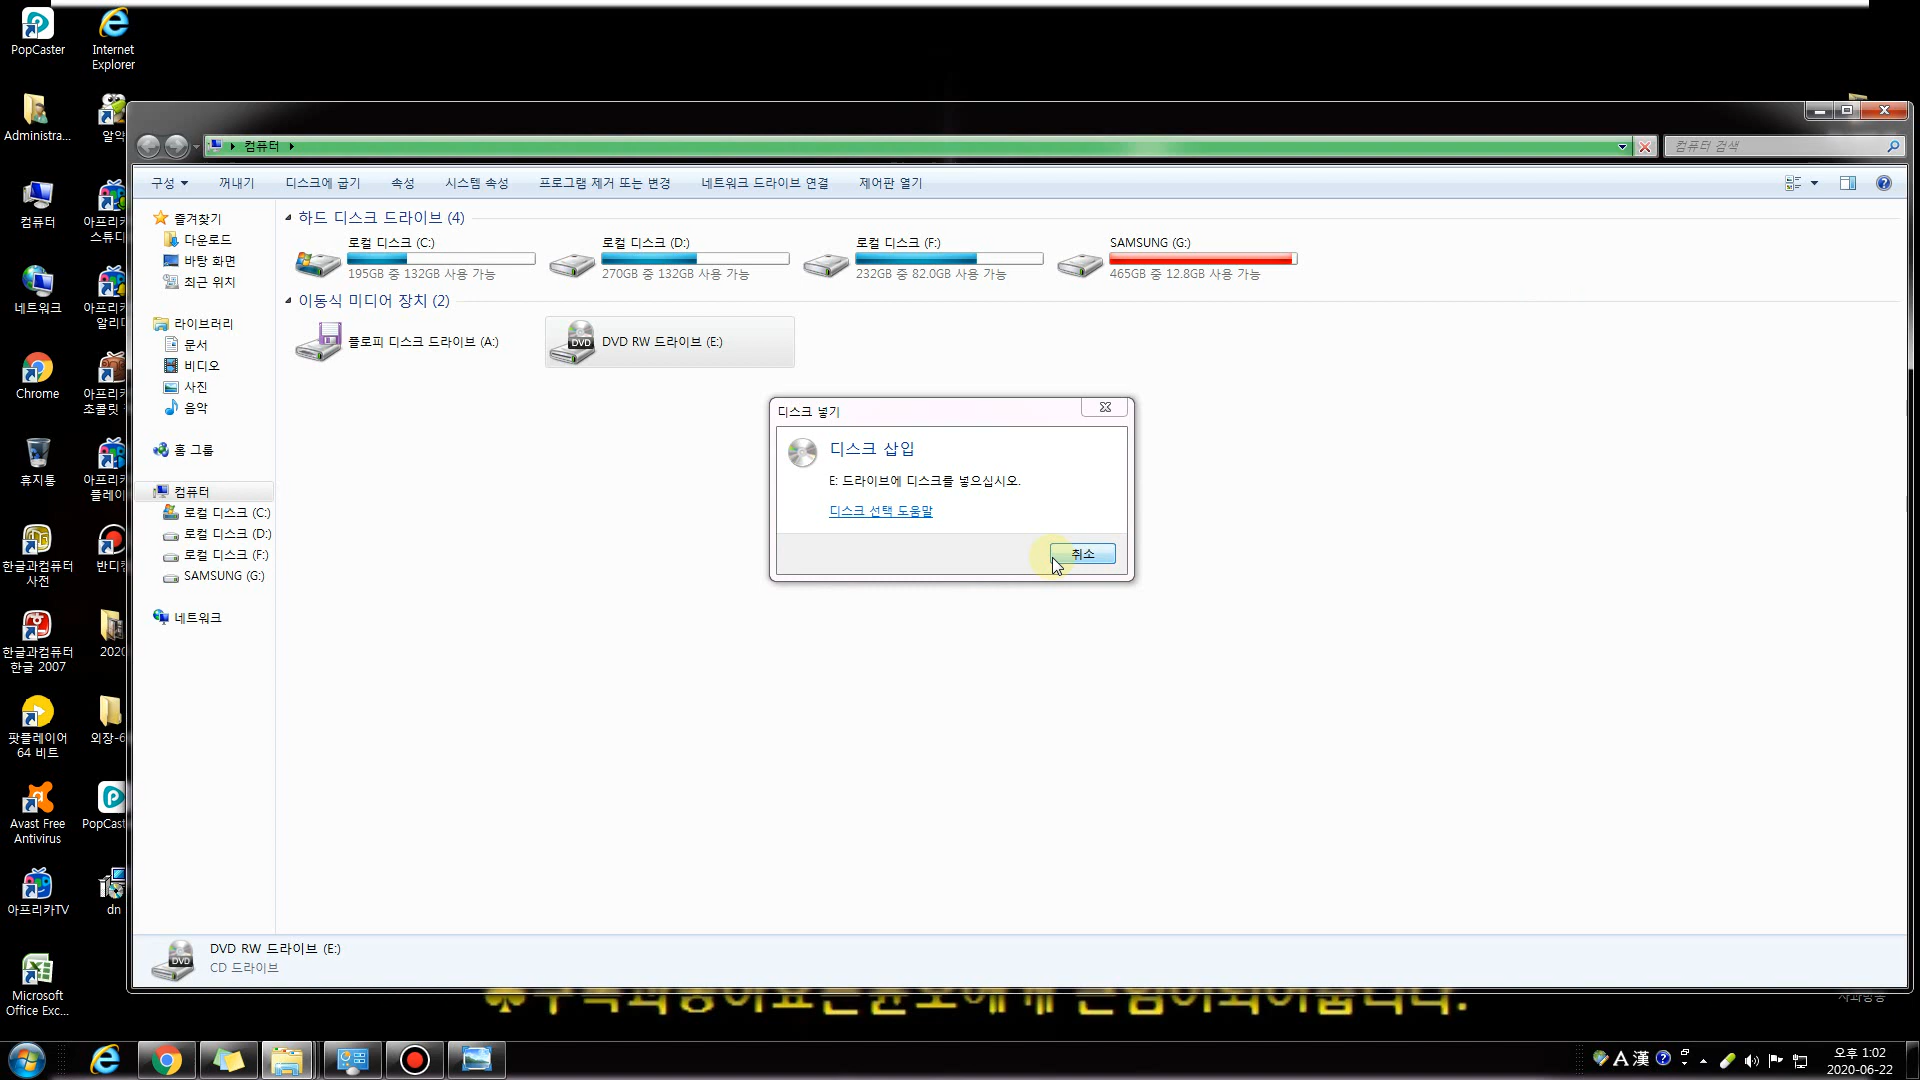 PopCaster
Internet
Explorer
Administra...
알약
컴퓨터
네트워크
Chrome
휴지통
한글과컴퓨터
사전
한글과컴퓨터
한글 2007
2020
팟플레이어
64 비트
Avast Free
Antivirus
아프리카TV
dn
Microsoft
Office Exc...
컴퓨터
컴퓨터 검색
구성
꺼내기
디스크에 굽기
속성
시스템 속성
프로그램 제거 또는 변경
네트워크 드라이브 연결
제어판 열기
즐겨찾기
다운로드
바탕 화면
최근 위치
라이브러리
문서
비디오
사진
음악
홈 그룹
컴퓨터
로컬 디스크 (C:)
로컬 디스크 (D:)
로컬 디스크 (F:)
SAMSUNG (G:)
네트워크
하드 디스크 드라이브 (4)
로컬 디스크 (C:)
195GB 중 132GB 사용 가능
로컬 디스크 (D:)
270GB 중 132GB 사용 가능
로컬 디스크 (F:)
232GB 중 82.0GB 사용 가능
SAMSUNG (G:)
465GB 중 12.8GB 사용 가능
이동식 미디어 장치 (2)
플로피 디스크 드라이브 (A:)
DVD RW 드라이브 (E:)
디스크 넣기
디스크 삽입
E: 드라이브에 디스크를 넣으십시오.
디스크 선택 도움말
취소
DVD RW 드라이브 (E:)
CD 드라이브
A 漢
오후 1:02
2020-06-22